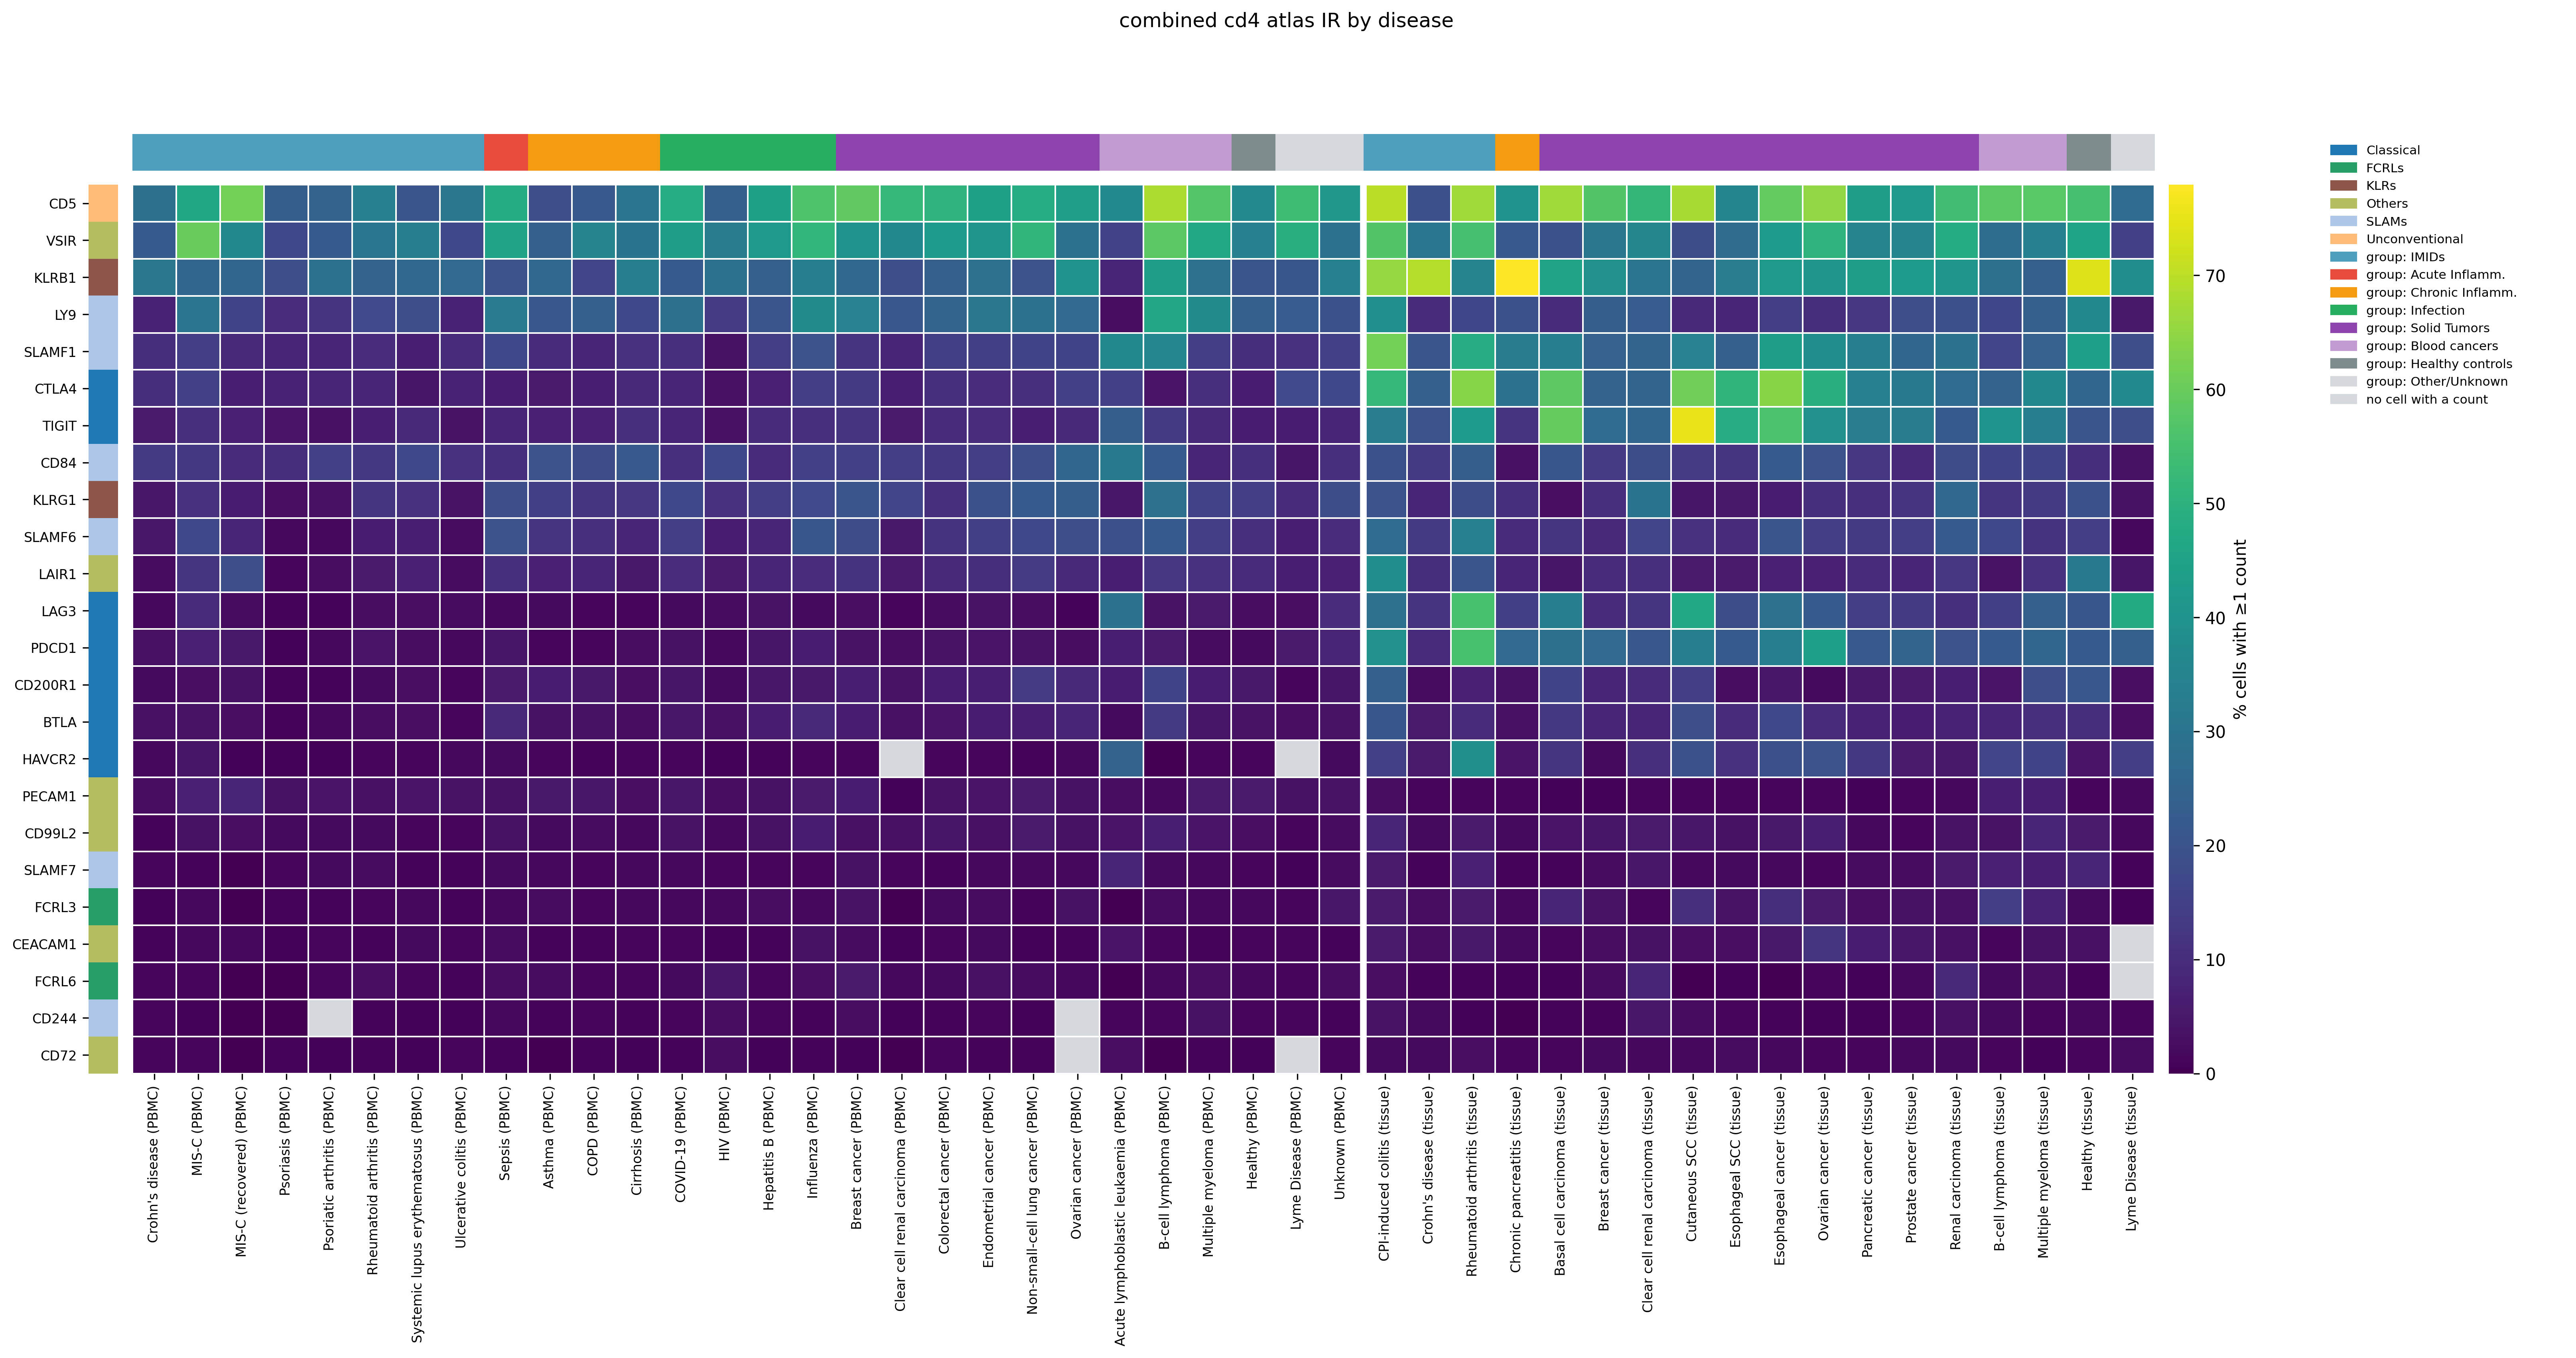 combined cd4 atlas IR by disease
Classical
FCRLs
KLRs
Others
SLAMs
Unconventional
group: IMIDs
group: Acute Inflamm.
group: Chronic Inflamm.
group: Infection
group: Solid Tumors
group: Blood cancers
group: Healthy controls
group: Other/Unknown
no cell with a count
CD5
VSIR
KLRB1
LY9
SLAMF1
CTLA4
TIGIT
CD84
KLRG1
SLAMF6
LAIR1
LAG3
PDCD1
CD200R1
BTLA
HAVCR2
PECAM1
CD99L2
SLAMF7
FCRL3
CEACAM1
FCRL6
CD244
CD72
70
60
50
40
30
20
10
0
% cells with ≥1 count
Crohn's disease (PBMC)
MIS-C (PBMC)
MIS-C (recovered) (PBMC)
Psoriasis (PBMC)
Psoriatic arthritis (PBMC)
Rheumatoid arthritis (PBMC)
Systemic lupus erythematosus (PBMC)
Ulcerative colitis (PBMC)
Sepsis (PBMC)
Asthma (PBMC)
COPD (PBMC)
Cirrhosis (PBMC)
COVID-19 (PBMC)
HIV (PBMC)
Hepatitis B (PBMC)
Influenza (PBMC)
Breast cancer (PBMC)
Clear cell renal carcinoma (PBMC)
Colorectal cancer (PBMC)
Endometrial cancer (PBMC)
Non-small-cell lung cancer (PBMC)
Ovarian cancer (PBMC)
Acute lymphoblastic leukaemia (PBMC)
B-cell lymphoma (PBMC)
Multiple myeloma (PBMC)
Healthy (PBMC)
Lyme Disease (PBMC)
Unknown (PBMC)
CPI-induced colitis (tissue)
Crohn's disease (tissue)
Rheumatoid arthritis (tissue)
Chronic pancreatitis (tissue)
Basal cell carcinoma (tissue)
Breast cancer (tissue)
Clear cell renal carcinoma (tissue)
Cutaneous SCC (tissue)
Esophageal SCC (tissue)
Esophageal cancer (tissue)
Ovarian cancer (tissue)
Pancreatic cancer (tissue)
Prostate cancer (tissue)
Renal carcinoma (tissue)
B-cell lymphoma (tissue)
Multiple myeloma (tissue)
Healthy (tissue)
Lyme Disease (tissue)